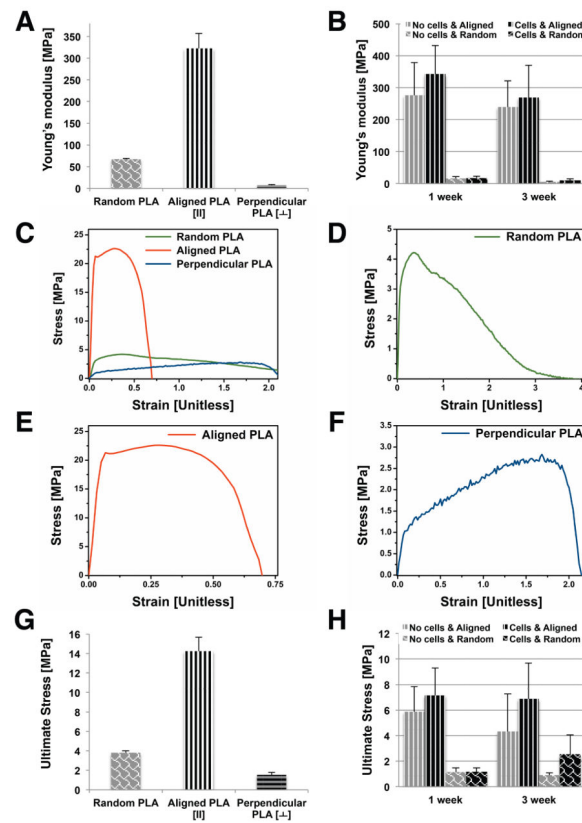 A
Young's modulus [MPa]
350
300
250
200
150
100
50
0
Random PLA
Aligned PLA [II]
Perpendicular PLA [⊥]
B
No cells & Aligned
Cells & Aligned
No cells & Random
Cells & Random
Young's modulus [MPa]
500
400
300
200
100
0
1 week
3 week
C
Random PLA
Aligned PLA
Perpendicular PLA
Stress [MPa]
25
20
15
10
5
0
0.0
0.5
1.0
1.5
2.0
Strain [Unitless]
D
Random PLA
Stress [MPa]
5
4
3
2
1
0
0
1
2
3
4
Strain [Unitless]
E
Aligned PLA
Stress [MPa]
25
20
15
10
5
0
0.00
0.25
0.50
0.75
Strain [Unitless]
F
Perpendicular PLA
Stress [MPa]
3.5
3.0
2.5
2.0
1.5
1.0
0.5
0.0
0.0
0.5
1.0
1.5
2.0
Strain [Unitless]
G
Ultimate Stress [MPa]
16
14
12
10
8
6
4
2
0
Random PLA
Aligned PLA
[II]
Perpendicular
PLA [⊥]
H
No cells & Aligned
Cells & Aligned
No cells & Random
Cells & Random
Ultimate Stress [MPa]
12
10
8
6
4
2
0
1 week
3 week